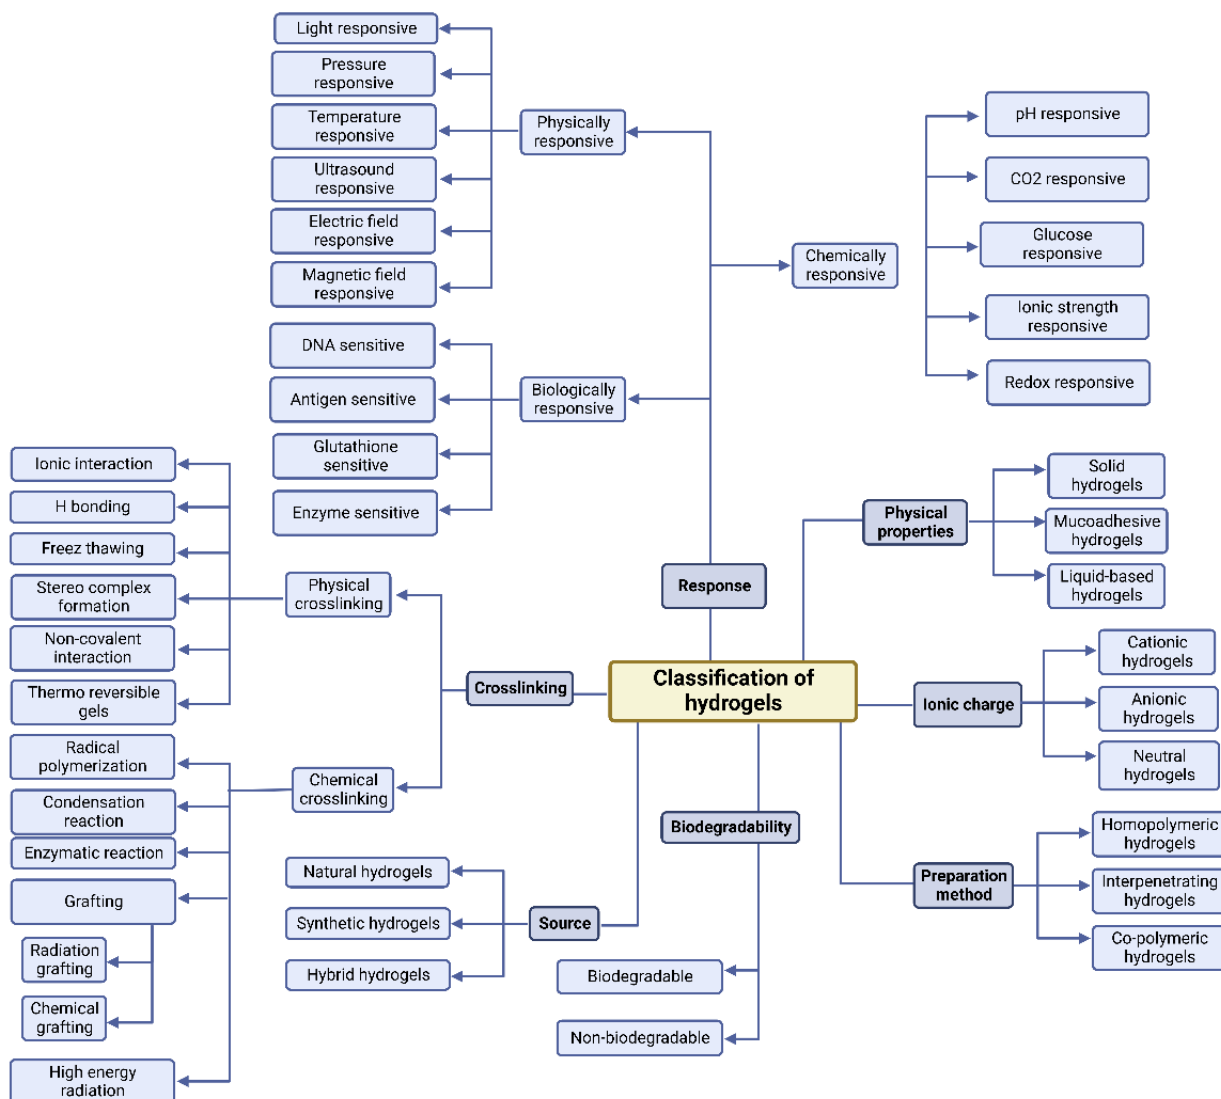 Light responsive
Pressure
responsive
Temperature
responsive
Ultrasound
responsive
Electric field
responsive
Magnetic field
responsive
Physically
responsive
DNA sensitive
Antigen sensitive
Glutathione
sensitive
Enzyme sensitive
Biologically
responsive
Chemically
responsive
pH responsive
CO2 responsive
Glucose
responsive
Ionic strength
responsive
Redox responsive
Response
Physical
properties
Solid
hydrogels
Mucoadhesive
hydrogels
Liquid-based
hydrogels
Ionic interaction
H bonding
Freez thawing
Stereo complex
formation
Non-covalent
interaction
Thermo reversible
gels
Physical
crosslinking
Crosslinking
Classification of
hydrogels
Ionic charge
Cationic
hydrogels
Anionic
hydrogels
Neutral
hydrogels
Radical
polymerization
Condensation
reaction
Enzymatic reaction
Grafting
Radiation
grafting
Chemical
grafting
High energy
radiation
Chemical
crosslinking
Natural hydrogels
Synthetic hydrogels
Hybrid hydrogels
Source
Biodegradability
Biodegradable
Non-biodegradable
Preparation
method
Homopolymeric
hydrogels
Interpenetrating
hydrogels
Co-polymeric
hydrogels